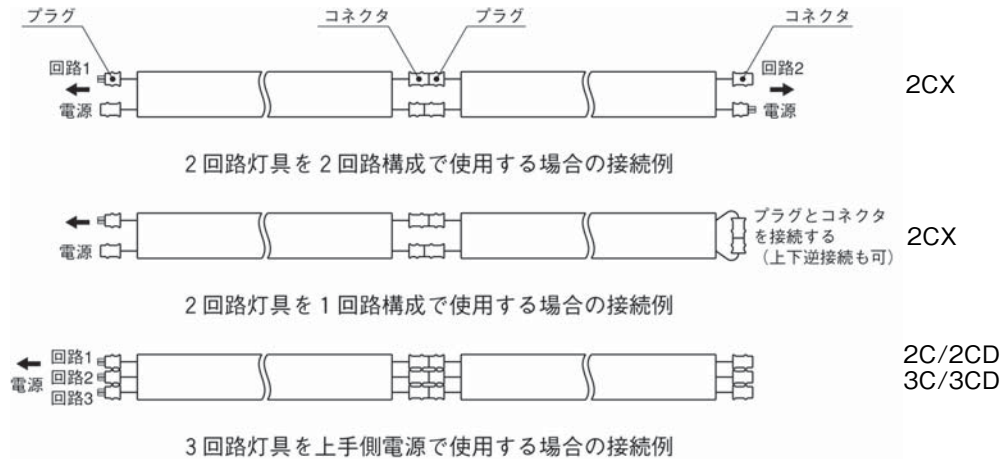 プラグ コネクタ プラグ コネクタ
回路1 回路2
電源 電源 2CX
2回路灯具を2回路構成で使用する場合の接続例
電源 プラグとコネクタ
を接続する
(上下逆接続も可) 2CX
2回路灯具を1回路構成で使用する場合の接続例
電源 回路1
回路2
回路3
2C/2CD
3C/3CD
3回路灯具を上手側電源で使用する場合の接続例